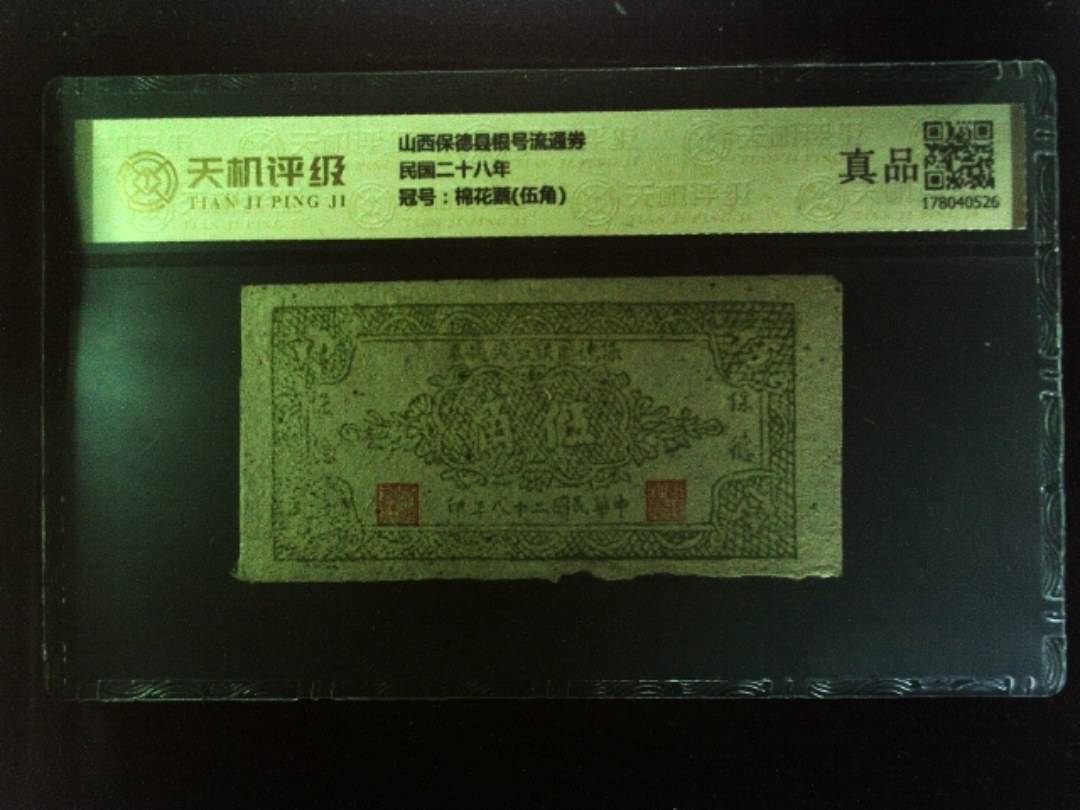 天机评级
TIAN JI PING JI
山西保德县银号流通券
民国二十八年
冠号：棉花票(伍角)
真品
178040526
角 伍
保
德
印年八十二國民華中